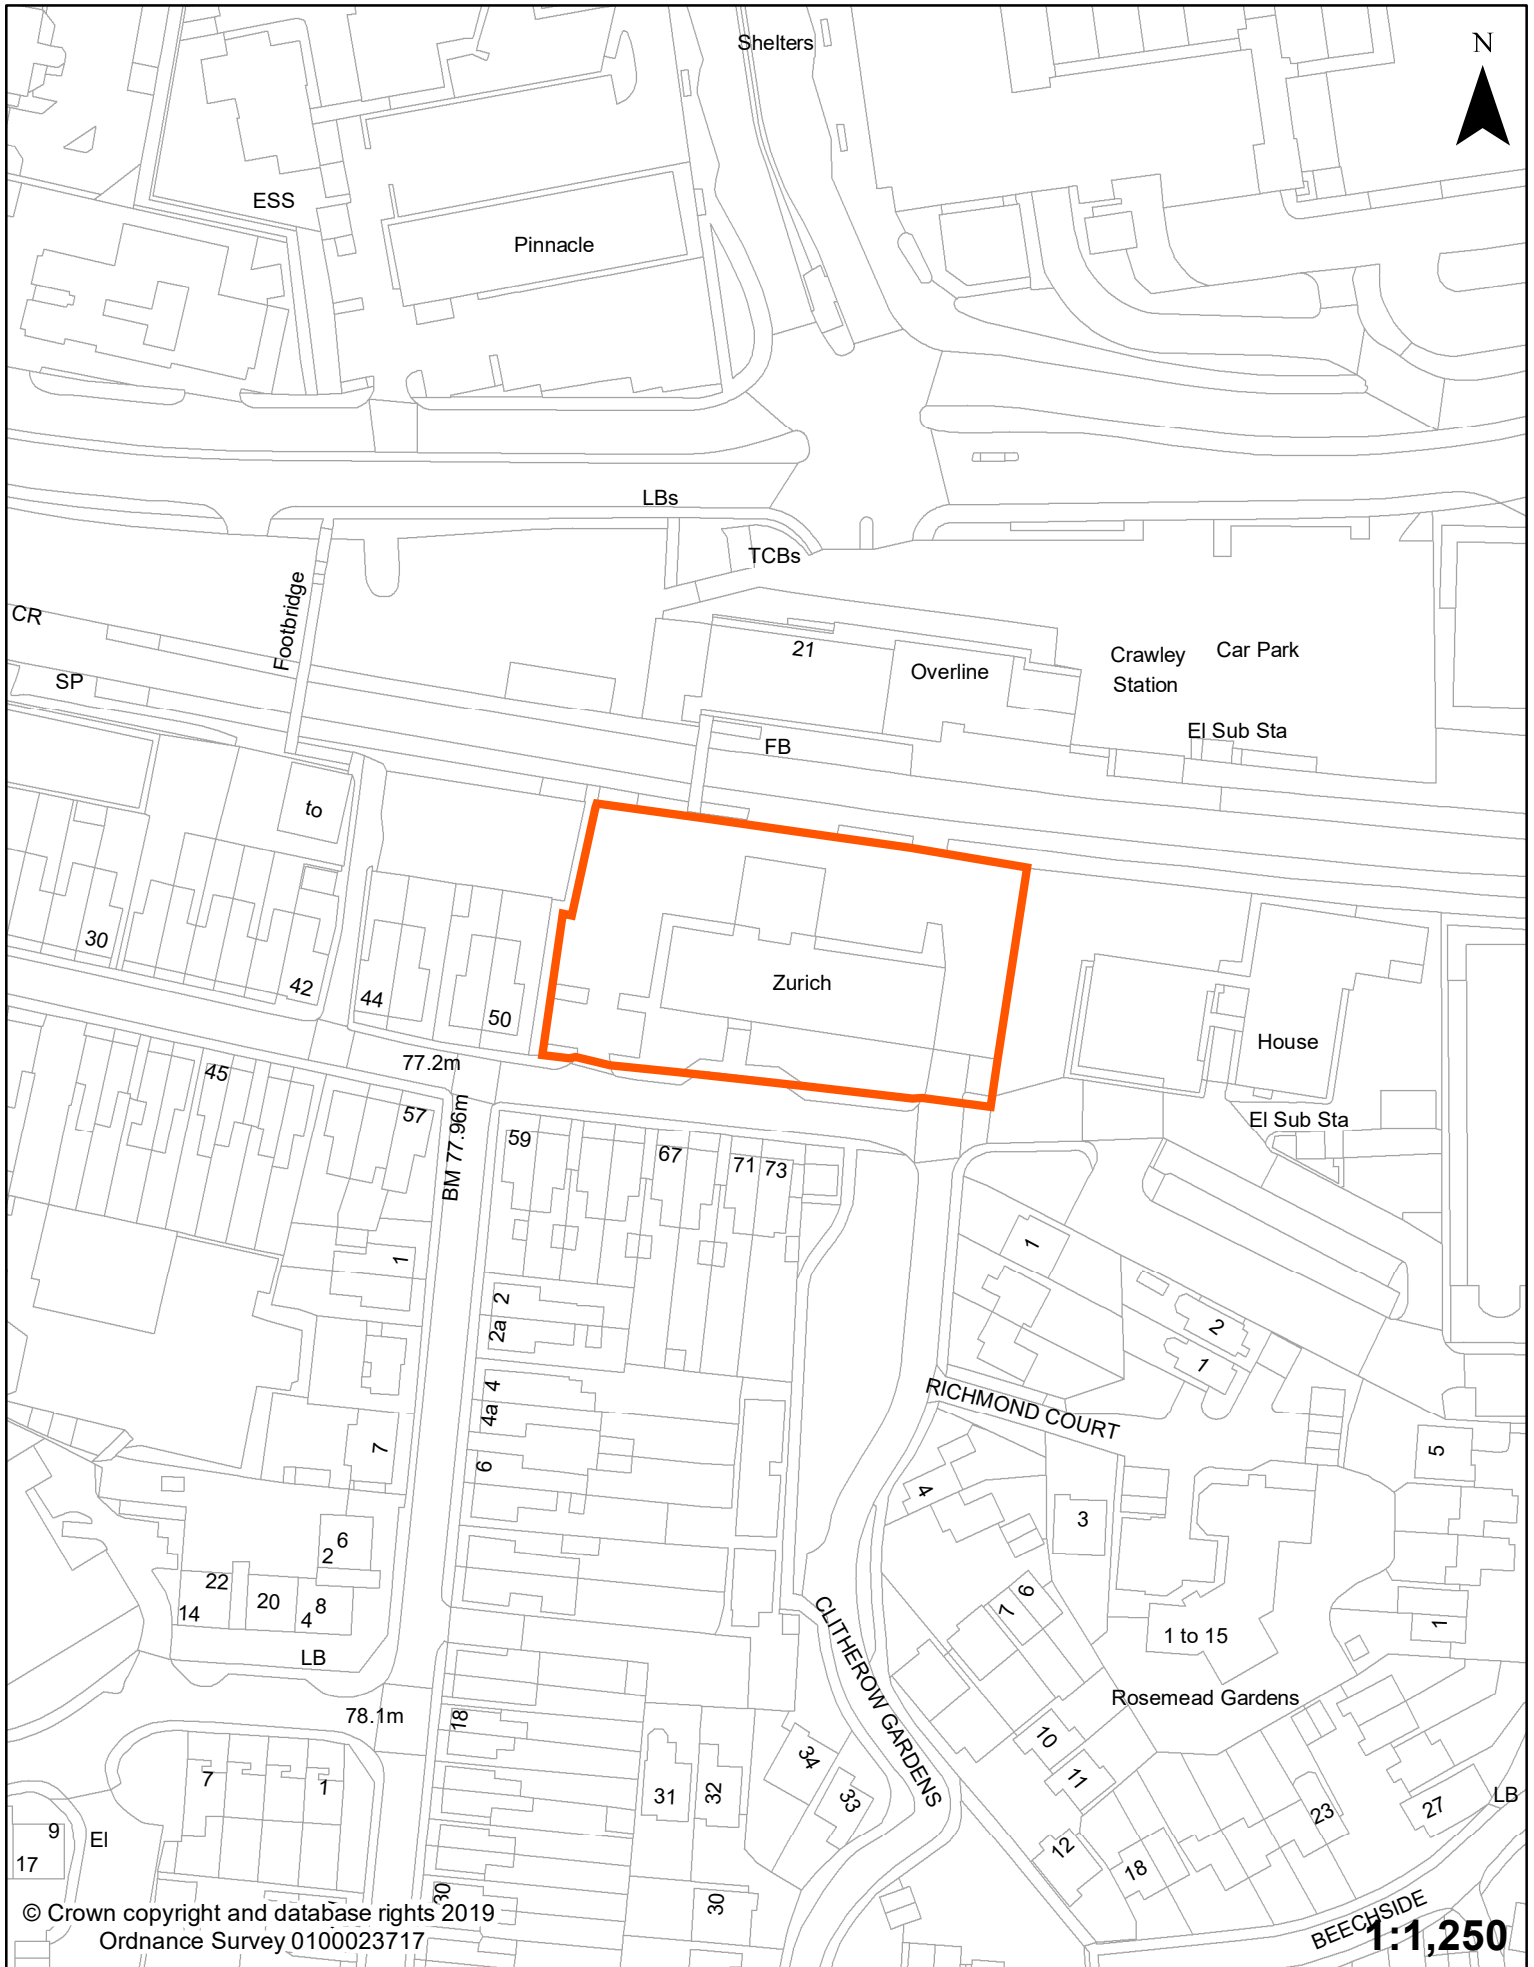 Shelters
N
ESS
Pinnacle
LBs
TCBs
Footbridge
CR
21
Crawley
Station
Car Park
Overline
SP
El Sub Sta
FB
to
30
42
44
50
Zurich
House
77.2m
45
57
BM 77.96m
59
67
71
73
El Sub Sta
1
1
2
2a
2
1
4
4a
RICHMOND COURT
7
6
5
4
3
6
2
22
14
20
8
4
LB
6
7
1
1 to 15
CLITHEROW GARDENS
Rosemead Gardens
78.1m
18
10
11
34
33
31
32
7
1
23
27
LB
9
17
El
12
18
30
30
BEECHSIDE
© Crown copyright and database rights 2019
Ordnance Survey 0100023717
1:1,250